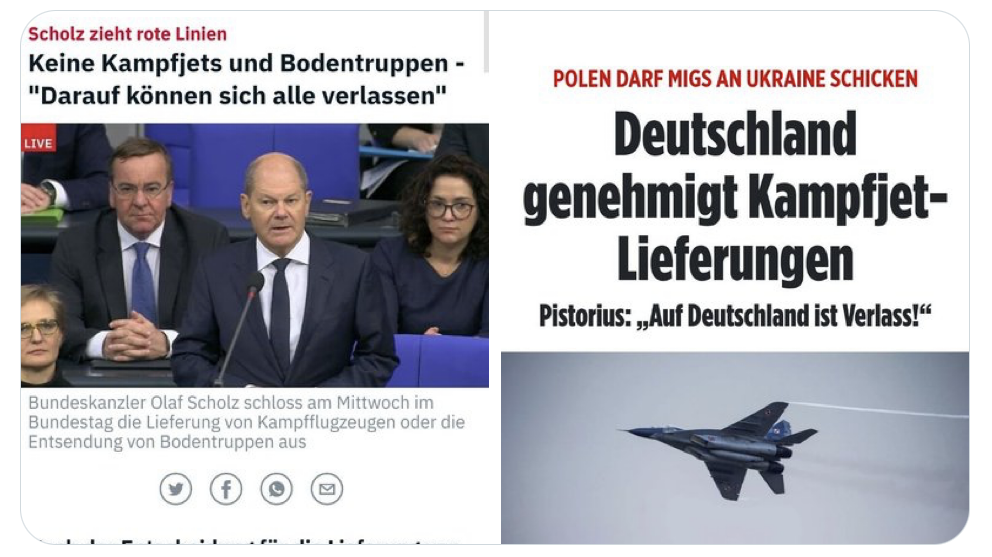 Scholz zieht rote Linien
Keine Kampfjets und Bodentruppen -
"Darauf können sich alle verlassen"
LIVE
Bundeskanzler Olaf Scholz schloss am Mittwoch im
Bundestag die Lieferung von Kampfflugzeugen oder die
Entsendung von Bodentruppen aus
POLEN DARF MIGS AN UKRAINE SCHICKEN
Deutschland
genehmigt Kampfjet-
Lieferungen
Pistorius: „Auf Deutschland ist Verlass!“